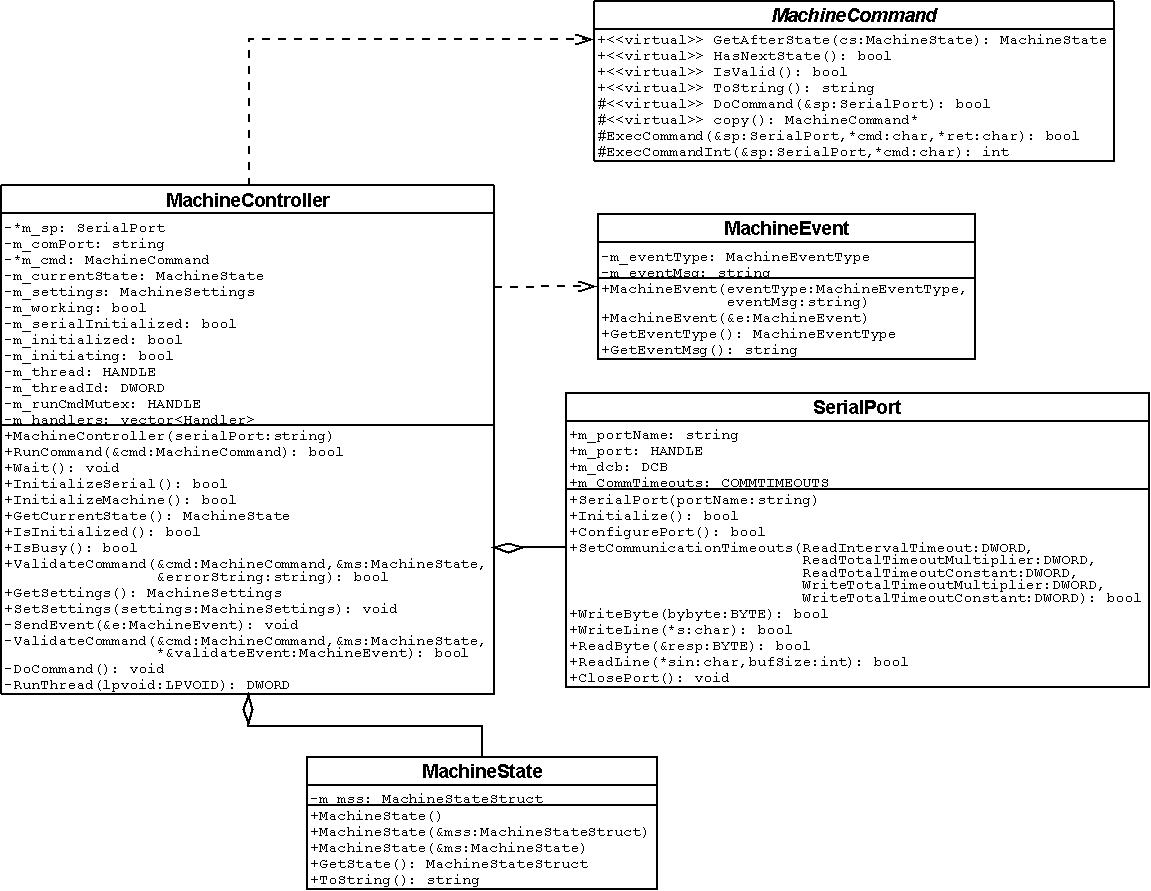 MachineCommand
+<<virtual>> GetAfterState(cs:MachineState): MachineState
+<<virtual>> HasNextState(): bool
+<<virtual>> IsValid(): bool
+<<virtual>> ToString(): string
#<<virtual>> DoCommand(&sp:SerialPort): bool
#<<virtual>> copy(): MachineCommand*
#ExecCommand(&sp:SerialPort,*cmd:char,*ret:char): bool
#ExecCommandInt(&sp:SerialPort,*cmd:char): int
MachineController
-*m_sp: SerialPort
-m_comPort: string
-*m_cmd: MachineCommand
-m_currentState: MachineState
-m_settings: MachineSettings
-m_working: bool
-m_serialInitialized: bool
-m_initialized: bool
-m_initiating: bool
-m_thread: HANDLE
-m_threadId: DWORD
-m_runCmdMutex: HANDLE
-m_handlers: vector<Handler>
+MachineController(serialPort:string)
+RunCommand(&cmd:MachineCommand): bool
+Wait(): void
+InitializeSerial(): bool
+InitializeMachine(): bool
+GetCurrentState(): MachineState
+IsInitialized(): bool
+IsBusy(): bool
+ValidateCommand(&cmd:MachineCommand,&ms:MachineState,
&errorString:string): bool
+GetSettings(): MachineSettings
+SetSettings(settings:MachineSettings): void
-SendEvent(&e:MachineEvent): void
-ValidateCommand(&cmd:MachineCommand,&ms:MachineState,
*&validateEvent:MachineEvent): bool
-DoCommand(): void
-RunThread(lpvoid:LPVOID): DWORD
MachineEvent
-m_eventType: MachineEventType
-m_eventMsg: string
+MachineEvent(eventType:MachineEventType,
eventMsg:string)
+MachineEvent(&e:MachineEvent)
+GetEventType(): MachineEventType
+GetEventMsg(): string
SerialPort
+m_portName: string
+m_port: HANDLE
+m_dcb: DCB
+m_CommTimeouts: COMMTIMEOUTS
+SerialPort(portName:string)
+Initialize(): bool
+ConfigurePort(): bool
+SetCommunicationTimeouts(ReadIntervalTimeout:DWORD,
ReadTotalTimeoutMultiplier:DWORD,
ReadTotalTimeoutConstant:DWORD,
WriteTotalTimeoutMultiplier:DWORD,
WriteTotalTimeoutConstant:DWORD): bool
+WriteByte(bybyte:BYTE): bool
+WriteLine(*s:char): bool
+ReadByte(&resp:BYTE): bool
+ReadLine(*sin:char,bufSize:int): bool
+ClosePort(): void
MachineState
-m_mss: MachineStateStruct
+MachineState()
+MachineState(&mss:MachineStateStruct)
+MachineState(&ms:MachineState)
+GetState(): MachineStateStruct
+ToString(): string